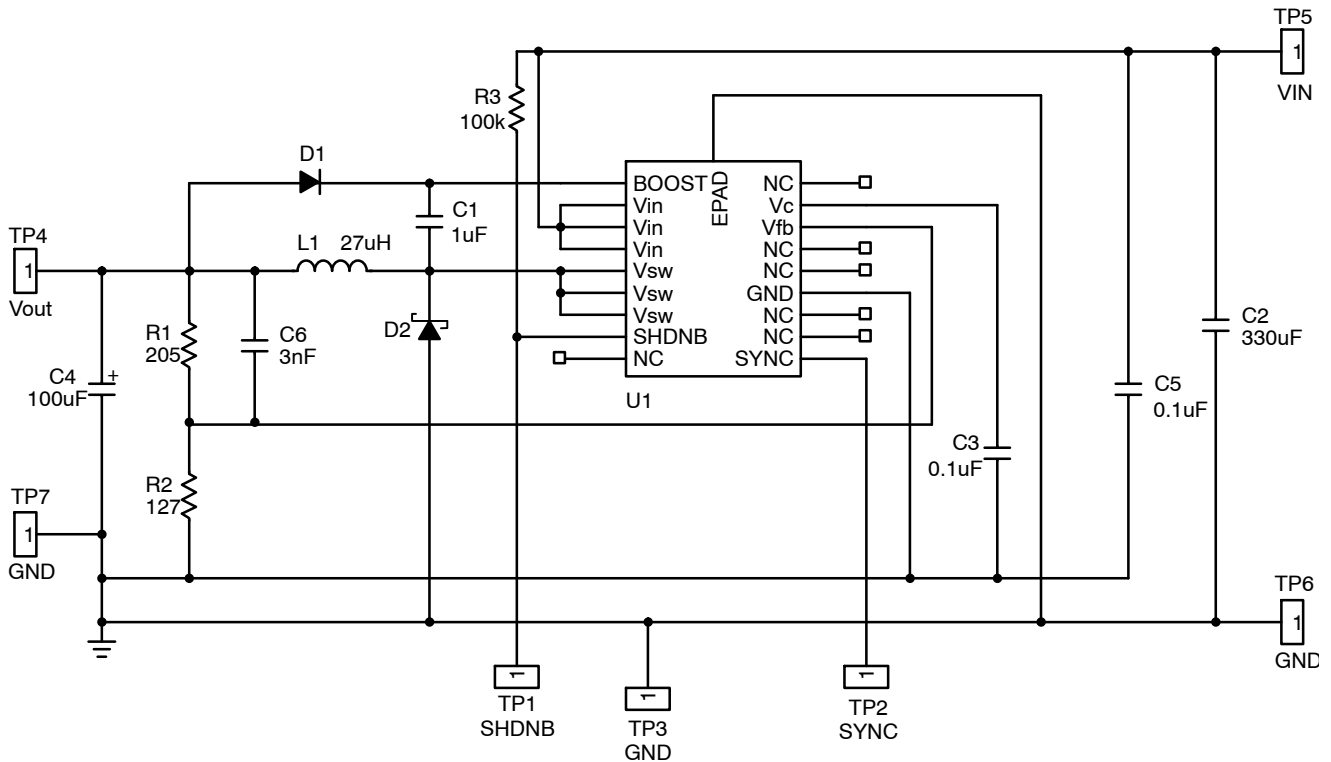 TP5
1
VIN
R3
100k
D1
C1
1uF
TP4
1
Vout
L1 27uH
R1
205
C6
3nF
D2
C4
100uF
+
R2
127
TP7
1
GND
BOOST
Vin
Vin
Vin
Vsw
Vsw
Vsw
SHDNB
NC
EPAD
NC
Vc
Vfb
NC
NC
GND
NC
NC
SYNC
U1
C3
0.1uF
C5
0.1uF
C2
330uF
TP6
1
GND
1
TP1
SHDNB
1
TP3
GND
1
TP2
SYNC